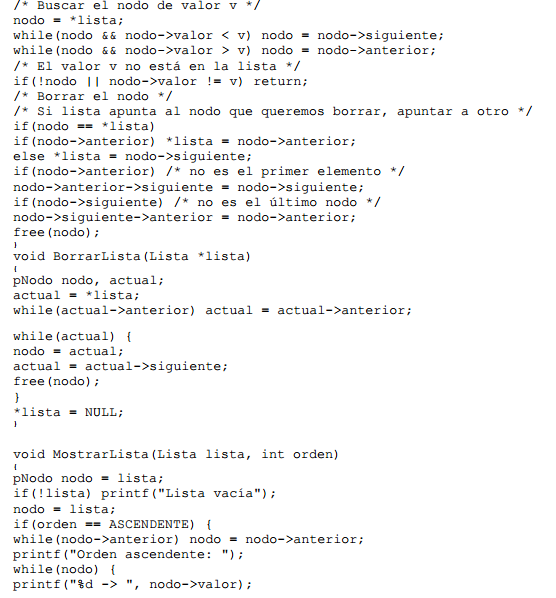 /* Buscar el nodo de valor v */
nodo = *lista;
while(nodo && nodo->valor < v) nodo = nodo->siguiente;
while(nodo && nodo->valor > v) nodo = nodo->anterior;
/* El valor v no está en la lista */
if(!nodo || nodo->valor != v) return;
/* Borrar el nodo */
/* Si lista apunta al nodo que queremos borrar, apuntar a otro */
if(nodo == *lista)
if(nodo->anterior) *lista = nodo->anterior;
else *lista = nodo->siguiente;
if(nodo->anterior) /* no es el primer elemento */
nodo->anterior->siguiente = nodo->siguiente;
if(nodo->siguiente) /* no es el último nodo */
nodo->siguiente->anterior = nodo->anterior;
free(nodo);
}
void BorrarLista(Lista *lista)
{
pNodo nodo, actual;
actual = *lista;
while(actual->anterior) actual = actual->anterior;
while(actual) {
nodo = actual;
actual = actual->siguiente;
free(nodo);
}
*lista = NULL;
}
void MostrarLista(Lista lista, int orden)
{
pNodo nodo = lista;
if(!lista) printf("Lista vacía");
nodo = lista;
if(orden == ASCENDENTE) {
while(nodo->anterior) nodo = nodo->anterior;
printf("Orden ascendente: ");
while(nodo) {
printf("%d -> ", nodo->valor);